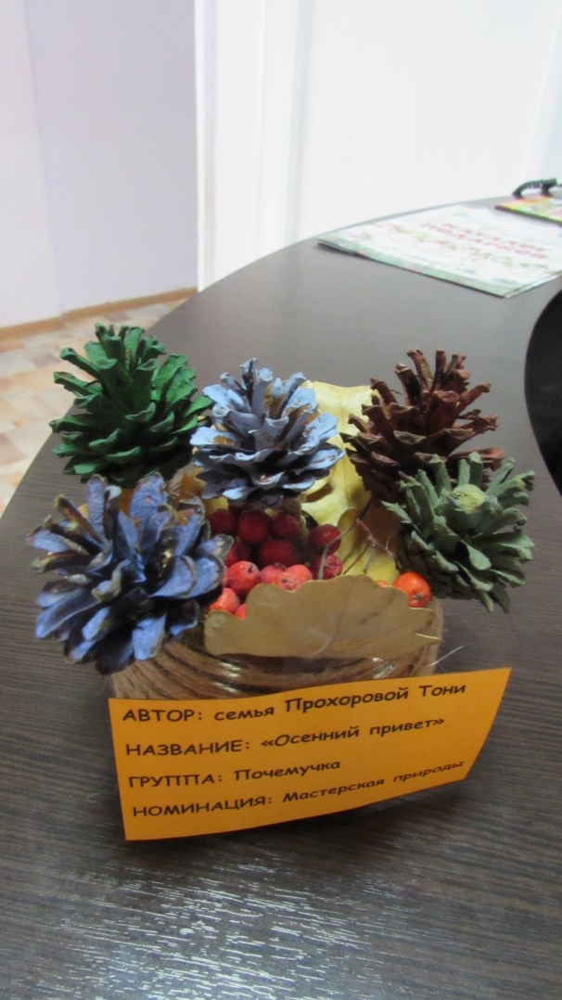 АВТОР: семья Прохоровой Тони
НАЗВАНИЕ: «Осенний привет»
ГРУППА: Почемучка
НОМИНАЦИЯ: Мастерская природы